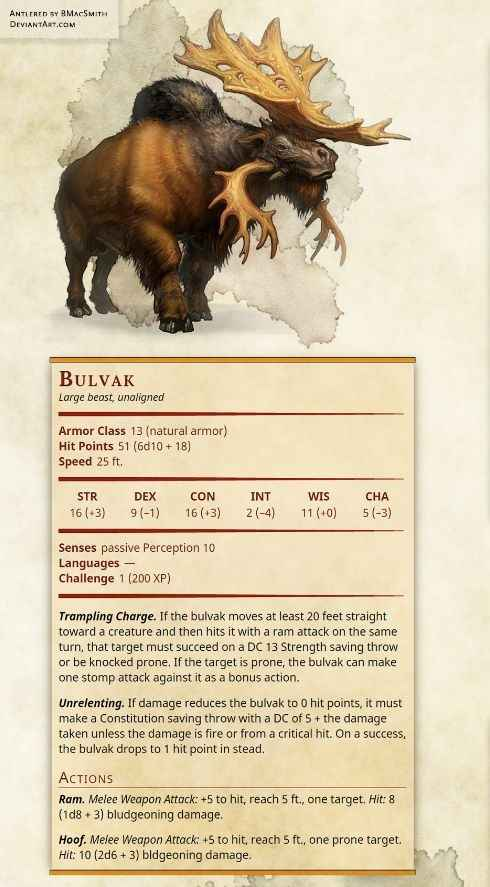 Antlered by BMacSmith
DeviantArt.com
Bulvak
Large beast, unaligned
Armor Class 13 (natural armor)
Hit Points 51 (6d10 + 18)
Speed 25 ft.
STR DEX CON INT WIS CHA
16 (+3) 9 (–1) 16 (+3) 2 (–4) 11 (+0) 5 (–3)
Senses passive Perception 10
Languages —
Challenge 1 (200 XP)
Trampling Charge. If the bulvak moves at least 20 feet straight
toward a creature and then hits it with a ram attack on the same
turn, that target must succeed on a DC 13 Strength saving throw
or be knocked prone. If the target is prone, the bulvak can make
one stomp attack against it as a bonus action.
Unrelenting. If damage reduces the bulvak to 0 hit points, it must
make a Constitution saving throw with a DC of 5 + the damage
taken unless the damage is fire or from a critical hit. On a success,
the bulvak drops to 1 hit point in stead.
Actions
Ram. Melee Weapon Attack: +5 to hit, reach 5 ft., one target. Hit: 8
(1d8 + 3) bludgeoning damage.
Hoof. Melee Weapon Attack: +5 to hit, reach 5 ft., one prone target.
Hit: 10 (2d6 + 3) bldgeoning damage.